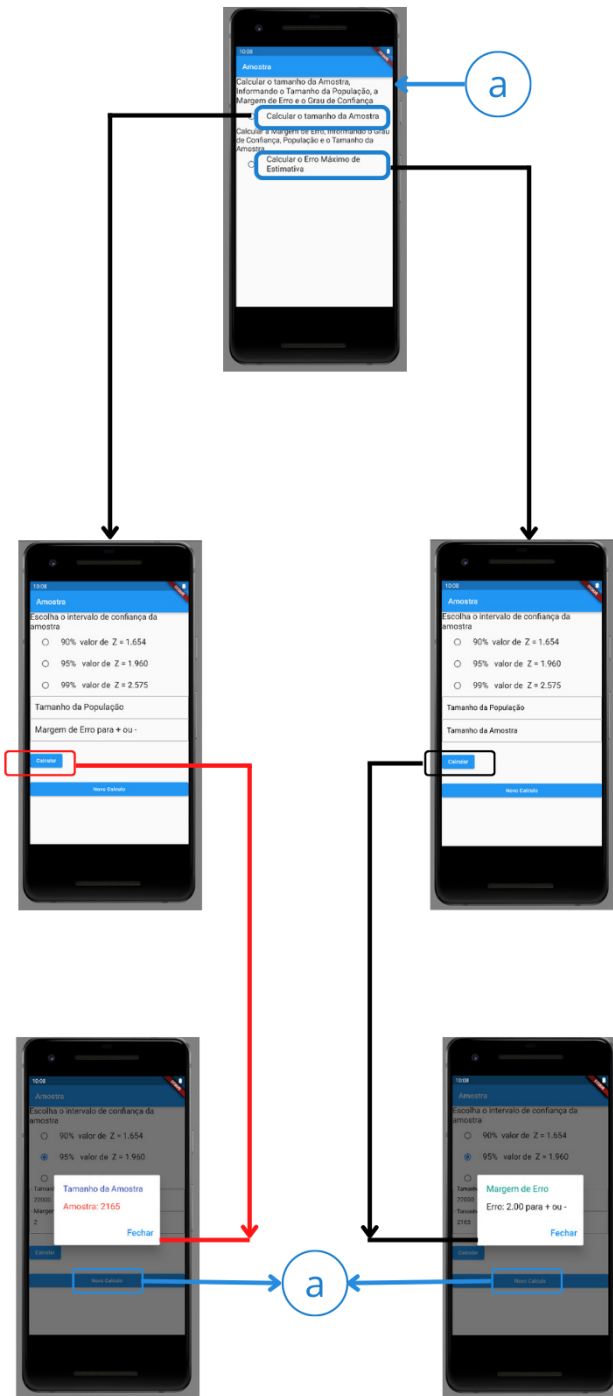 10:08
Amostra
a
Calcular o tamanho da Amostra,
Informando o Tamanho da População, a
Margem de Erro e o Grau de Confiança
Calcular o tamanho da Amostra
Calcular a Margem de Erro, Informando o Grau
de Confiança, População e o Tamanho da
Amostra
Calcular o Erro Máximo de
Estimativa
10:08
Amostra
Escolha o intervalo de confiança da
amostra
90% valor de Z = 1.654
95% valor de Z = 1.960
99% valor de Z = 2.575
Tamanho da População
Margem de Erro para + ou -
Calcular
Novo Calculo
10:08
Amostra
Escolha o intervalo de confiança da
amostra
90% valor de Z = 1.654
95% valor de Z = 1.960
99% valor de Z = 2.575
Tamanho da População
Tamanho da Amostra
Calcular
Novo Calculo
10:08
Amostra
Escolha o intervalo de confiança da
amostra
90% valor de Z = 1.654
95% valor de Z = 1.960
Tamanho da Amostra
Amostra: 2165
Fechar
22000
Calcular
Novo Calculo
a
10:08
Amostra
Escolha o intervalo de confiança da
amostra
90% valor de Z = 1.654
95% valor de Z = 1.960
Margem de Erro
Erro: 2.00 para + ou -
Fechar
22000
2165
Calcular
Novo Calculo